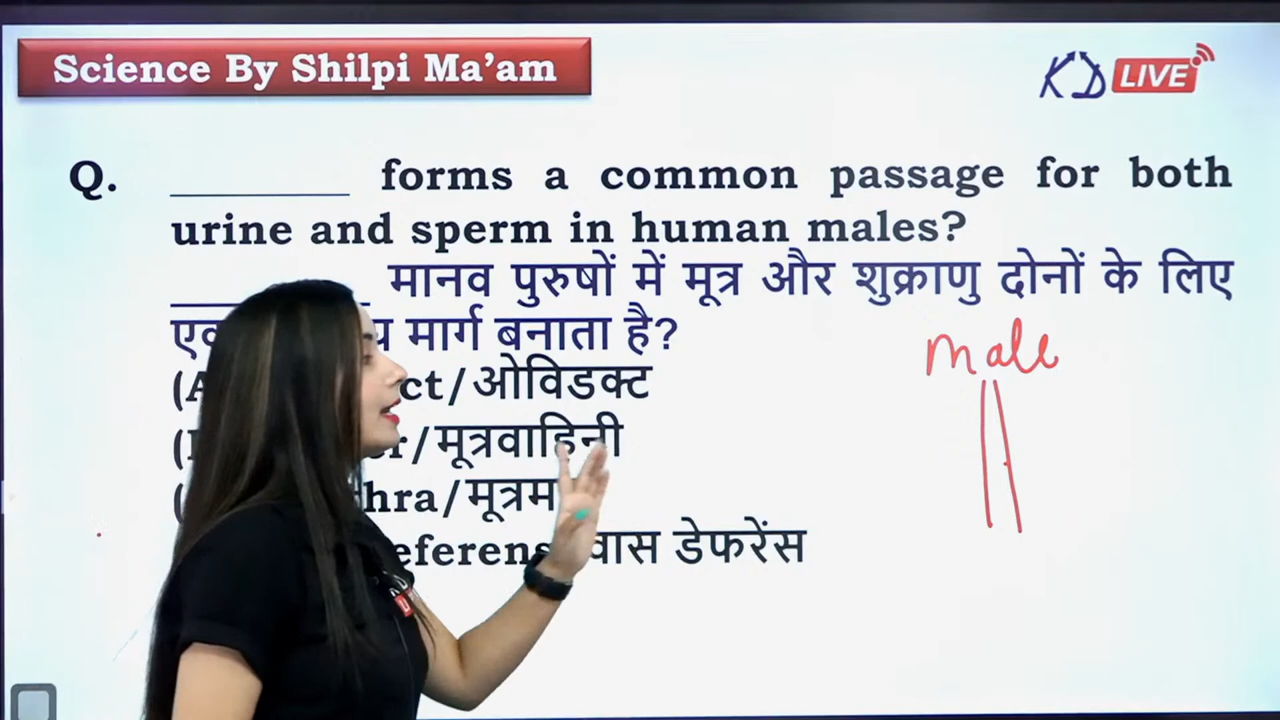 Science By Shilpi Ma'am
KD LIVE
Q. ________ forms a common passage for both
urine and sperm in human males?
________ मानव पुरुषों में मूत्र और शुक्राणु दोनों के लिए
मार्ग बनाता है?
male
ct/ओविडक्ट
r/मूत्रवाहिनी
hra/मूत्रम
eferens वास डेफरेंस